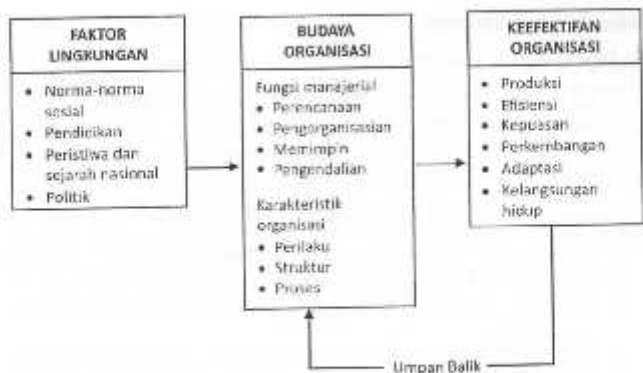 FAKTOR
LINGKUNGAN
• Norma-norma
sosial
• Pendidikan
• Peristiwa dan
sejarah nasional
• Politik
BUDAYA
ORGANISASI
Fungsi manajerial
• Perencanaan
• Pengorganisasian
• Memimpin
• Pengendalian
Karakteristik
organisasi
• Perilaku
• Struktur
• Proses
KEEFEKTIFAN
ORGANISASI
• Produksi
• Efisiensi
• Kepuasan
• Perkembangan
• Adaptasi
• Kelangsungan
hidup
Umpan Balik